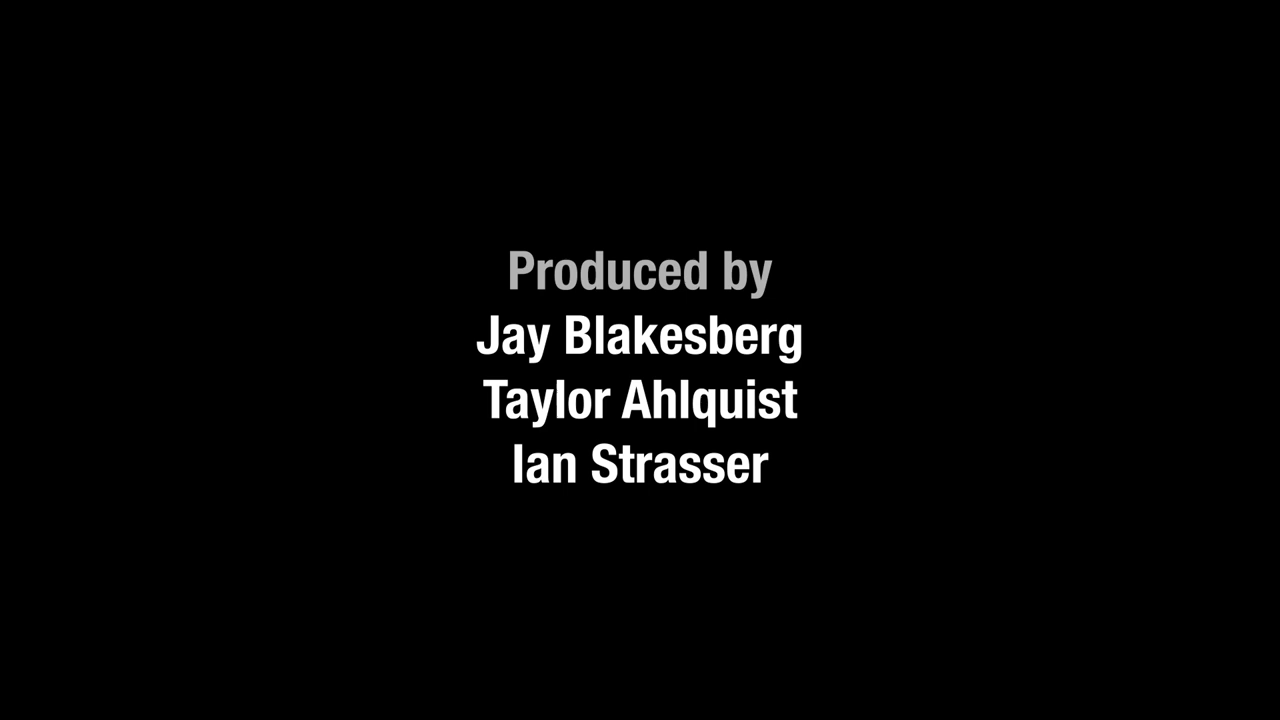 Produced by
Jay Blakesberg
Taylor Ahlquist
Ian Strasser